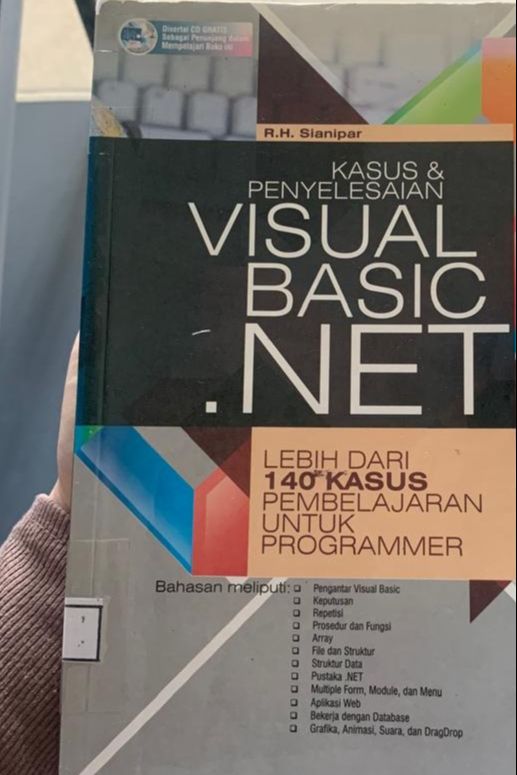 Disertai CD GRATIS
Sebagai Penunjang dalam
Mempelajari Buku ini
R.H. Sianipar
KASUS &
PENYELESAIAN
VISUAL
BASIC
.NET
LEBIH DARI
140 KASUS
PEMBELAJARAN
UNTUK
PROGRAMMER
Bahasan meliputi:
Pengantar Visual Basic
Keputusan
Repetisi
Prosedur dan Fungsi
Array
File dan Struktur
Struktur Data
Pustaka .NET
Multiple Form, Module, dan Menu
Aplikasi Web
Bekerja dengan Database
Grafika, Animasi, Suara, dan DragDrop